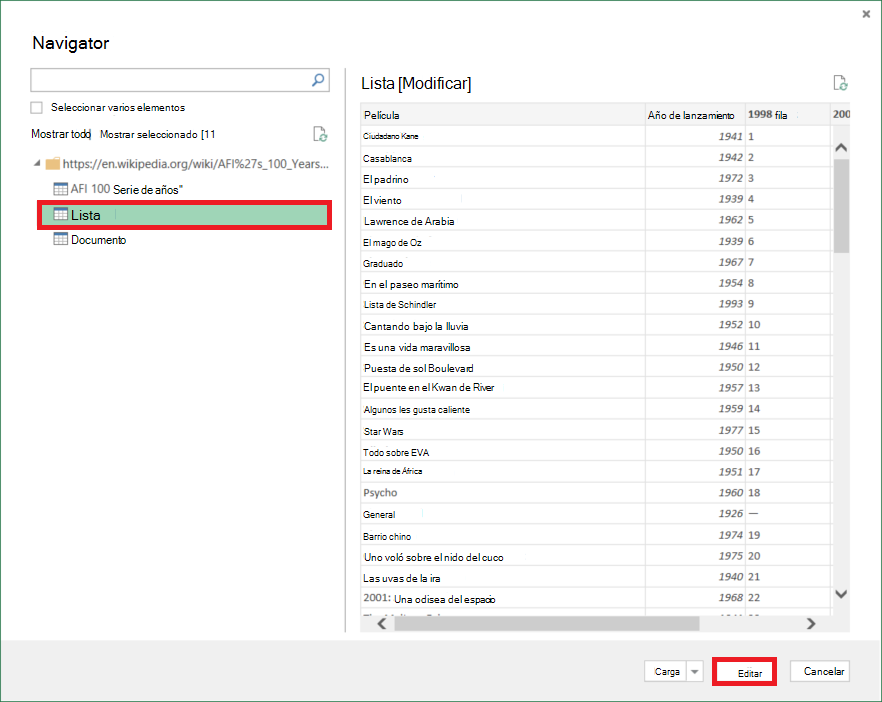 Navigator
Seleccionar varios elementos
Mostrar todo| Mostrar seleccionado [11
https://en.wikipedia.org/wiki/AFI%27s_100_Years...
AFI 100 Serie de años"
Lista
Documento
Lista [Modificar]
Película Año de lanzamiento 1998 fila 200
Ciudadano Kane 1941 1
Casablanca 1942 2
El padrino 1972 3
El viento 1939 4
Lawrence de Arabia 1962 5
El mago de Oz 1939 6
Graduado 1967 7
En el paseo marítimo 1954 8
Lista de Schindler 1993 9
Cantando bajo la lluvia 1952 10
Es una vida maravillosa 1946 11
Puesta de sol Boulevard 1950 12
El puente en el Kwan de River 1957 13
Algunos les gusta caliente 1959 14
Star Wars 1977 15
Todo sobre EVA 1950 16
La reina de África 1951 17
Psycho 1960 18
General 1926 —
Barrio chino 1974 19
Uno voló sobre el nido del cuco 1975 20
Las uvas de la ira 1940 21
2001: Una odisea del espacio 1968 22
Carga Editar Cancelar